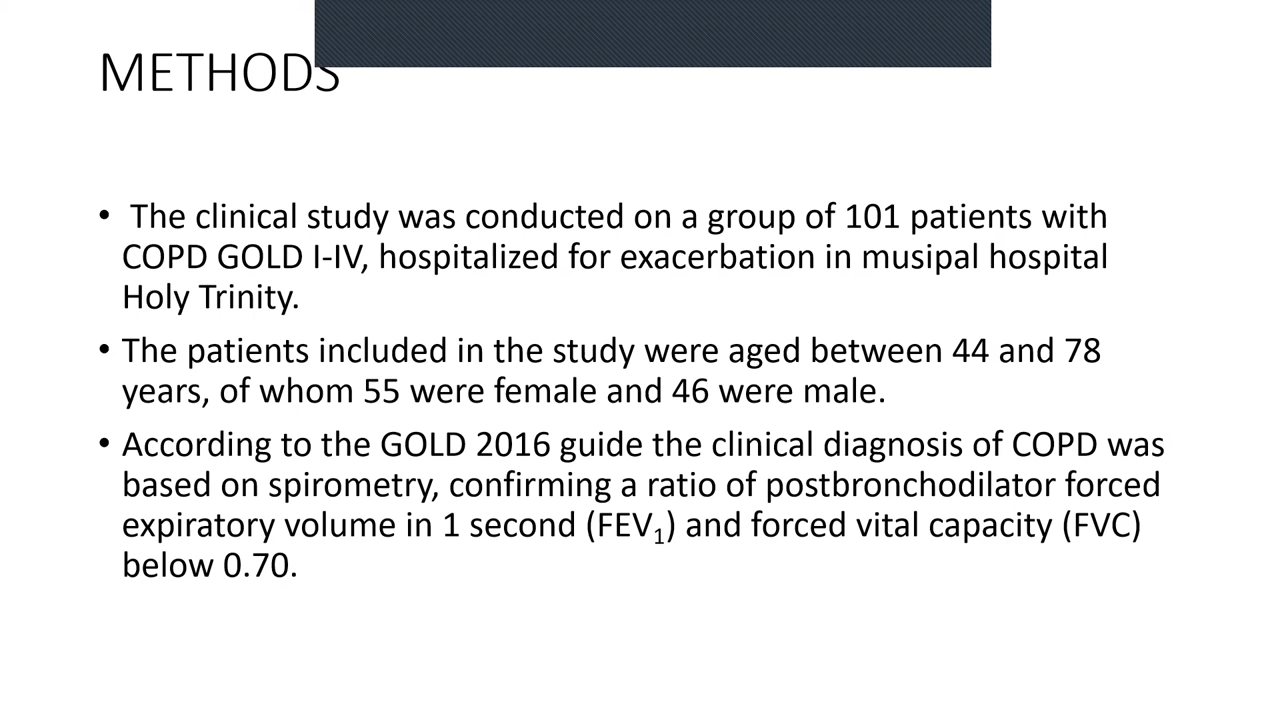 METHODS
• The clinical study was conducted on a group of 101 patients with
COPD GOLD I-IV, hospitalized for exacerbation in musipal hospital
Holy Trinity.
• The patients included in the study were aged between 44 and 78
years, of whom 55 were female and 46 were male.
• According to the GOLD 2016 guide the clinical diagnosis of COPD was
based on spirometry, confirming a ratio of postbronchodilator forced
expiratory volume in 1 second (FEV₁) and forced vital capacity (FVC)
below 0.70.